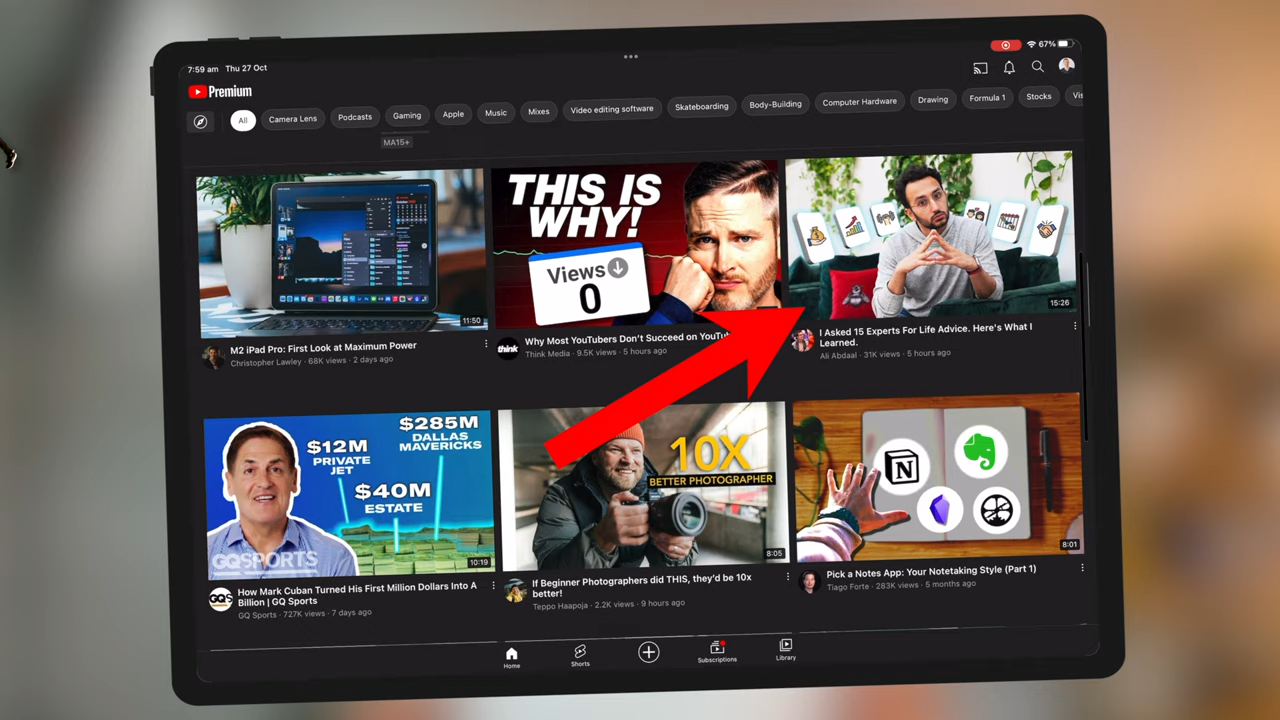 7:59 am Thu 27 Oct
67%
Premium
All
Camera Lens
Podcasts
Gaming
Apple
Music
Mixes
Video editing software
Skateboarding
Body-Building
Computer Hardware
Drawing
Formula 1
Stocks
Vis
MA15+
11:50
M2 iPad Pro: First Look at Maximum Power
Christopher Lawley · 68K views · 2 days ago
THIS IS
WHY!
Views
0
think
Why Most YouTubers Don't Succeed on YouTu
Think Media · 9.5K views · 5 hours ago
15:26
I Asked 15 Experts For Life Advice. Here's What I
Learned.
Ali Abdaal · 31K views · 5 hours ago
$12M
PRIVATE
JET
$285M
DALLAS
MAVERICKS
$40M
ESTATE
GQSPORTS
10:19
GQS
How Mark Cuban Turned His First Million Dollars Into A
Billion | GQ Sports
GQ Sports · 727K views · 7 days ago
10X
BETTER PHOTOGRAPHER
8:05
If Beginner Photographers did THIS, they'd be 10x
better!
Teppo Haapoja · 2.2K views · 9 hours ago
N
8:01
Pick a Notes App: Your Notetaking Style (Part 1)
Tiago Forte · 283K views · 5 months ago
Home
Shorts
Subscriptions
Library